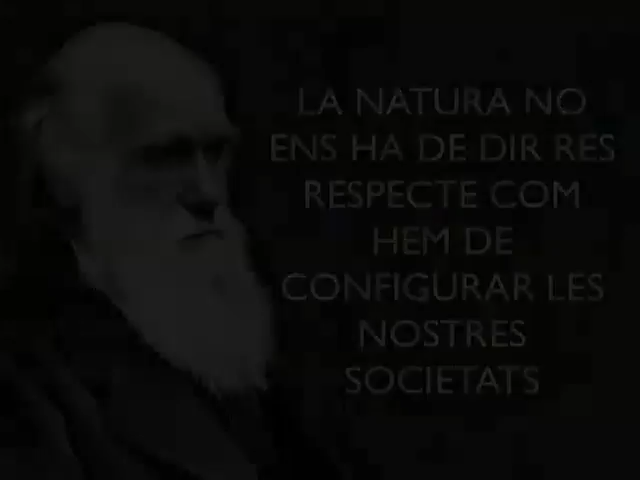 LA NATURA NO
ENS HA DE DIR RES
RESPECTE COM
HEM DE
CONFIGURAR LES
NOSTRES
SOCIETATS